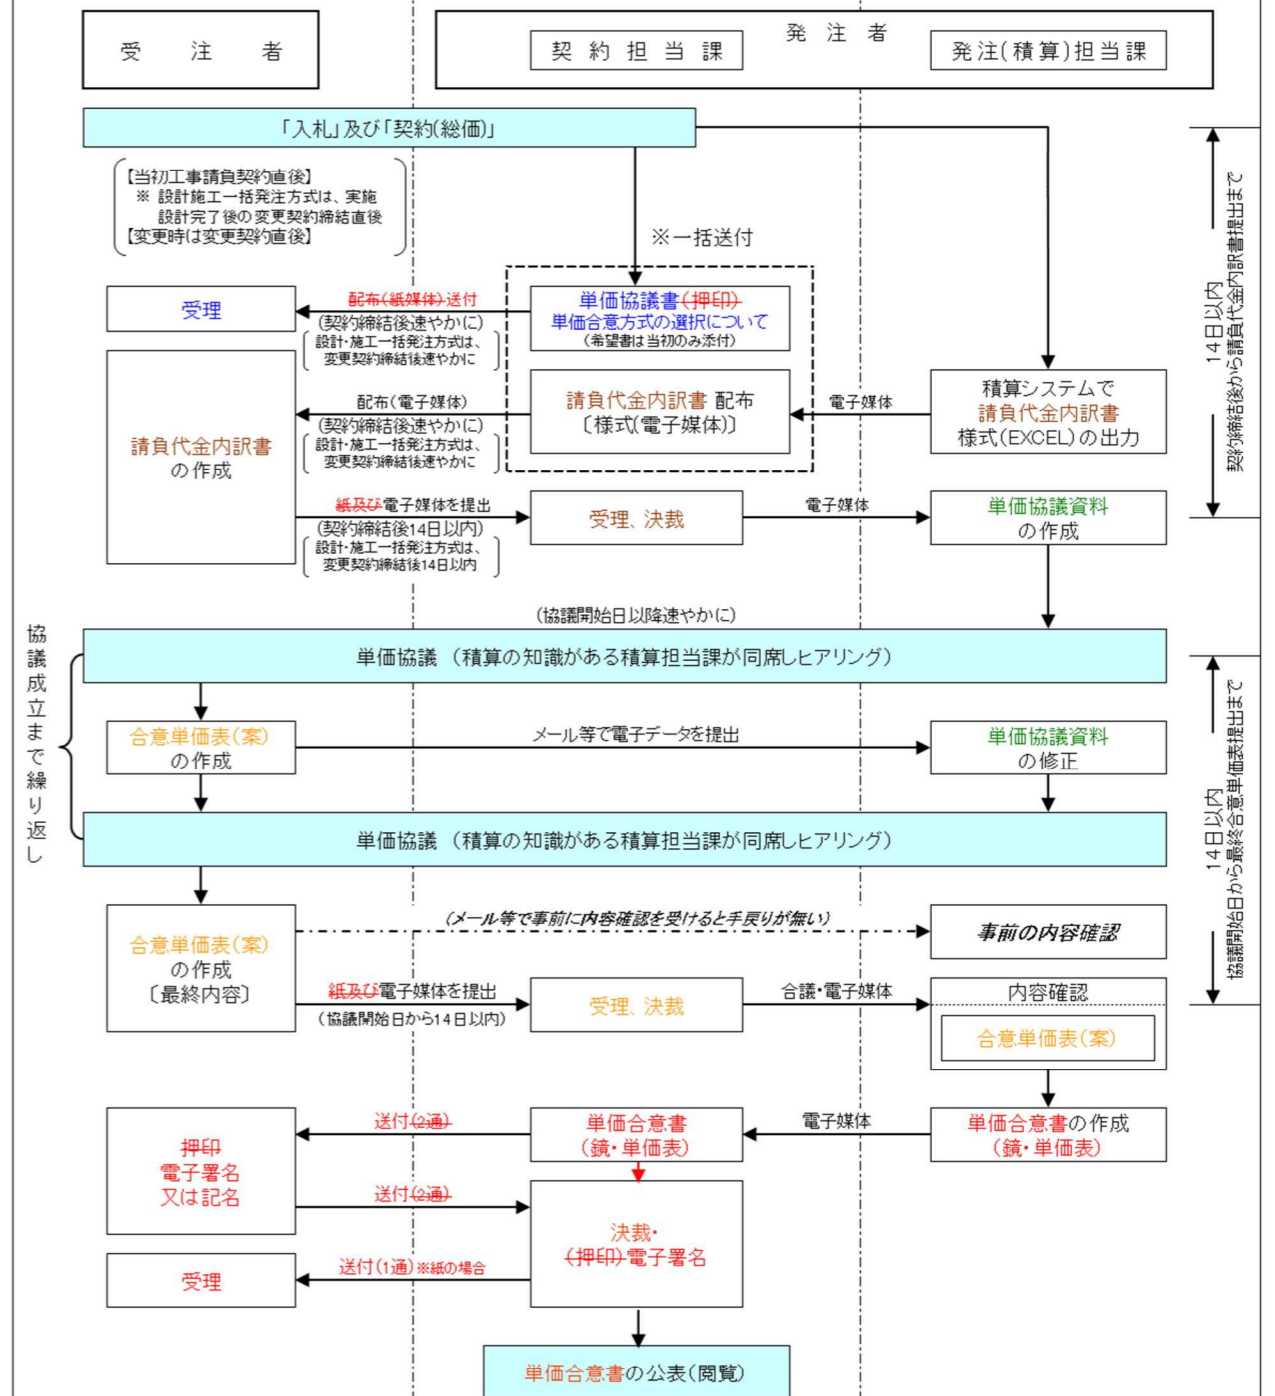 受　注　者
発　注　者
契約担当課
発注(積算)担当課
「入札」及び「契約(総価)」
【当初工事請負契約直後】
※ 設計施工一括発注方式は、実施
設計完了後の変更契約締結直後
【変更時は変更契約直後】
※一括送付
受理
配布(紙媒体)送付
(契約締結後速やかに)
設計・施工一括発注方式は、
変更契約締結後速やかに
単価協議書(押印)
単価合意方式の選択について
(希望書は当初のみ添付)
請負代金内訳書
の作成
配布(電子媒体)
(契約締結後速やかに)
設計・施工一括発注方式は、
変更契約締結後速やかに
請負代金内訳書 配布
〔様式(電子媒体)〕
電子媒体
積算システムで
請負代金内訳書
様式(EXCEL)の出力
紙及び電子媒体を提出
(契約締結後14日以内)
設計・施工一括発注方式は、
変更契約締結後14日以内
受理、決裁
電子媒体
単価協議資料
の作成
14日以内
契約締結後から請負代金内訳書提出まで
(協議開始日以降速やかに)
単価協議 (積算の知識がある積算担当課が同席しヒアリング)
協議成立まで繰り返し
合意単価表(案)
の作成
メール等で電子データを提出
単価協議資料
の修正
単価協議 (積算の知識がある積算担当課が同席しヒアリング)
14日以内
協議開始日から最終合意単価表提出まで
合意単価表(案)
の作成
〔最終内容〕
(メール等で事前に内容確認を受けると手戻りが無い)
事前の内容確認
紙及び電子媒体を提出
(協議開始日から14日以内)
受理、決裁
合議・電子媒体
内容確認
合意単価表(案)
押印
電子署名
又は記名
送付(2通)
単価合意書
(鏡・単価表)
電子媒体
単価合意書の作成
(鏡・単価表)
送付(2通)
決裁・
(押印)電子署名
受理
送付(1通)※紙の場合
単価合意書の公表(閲覧)